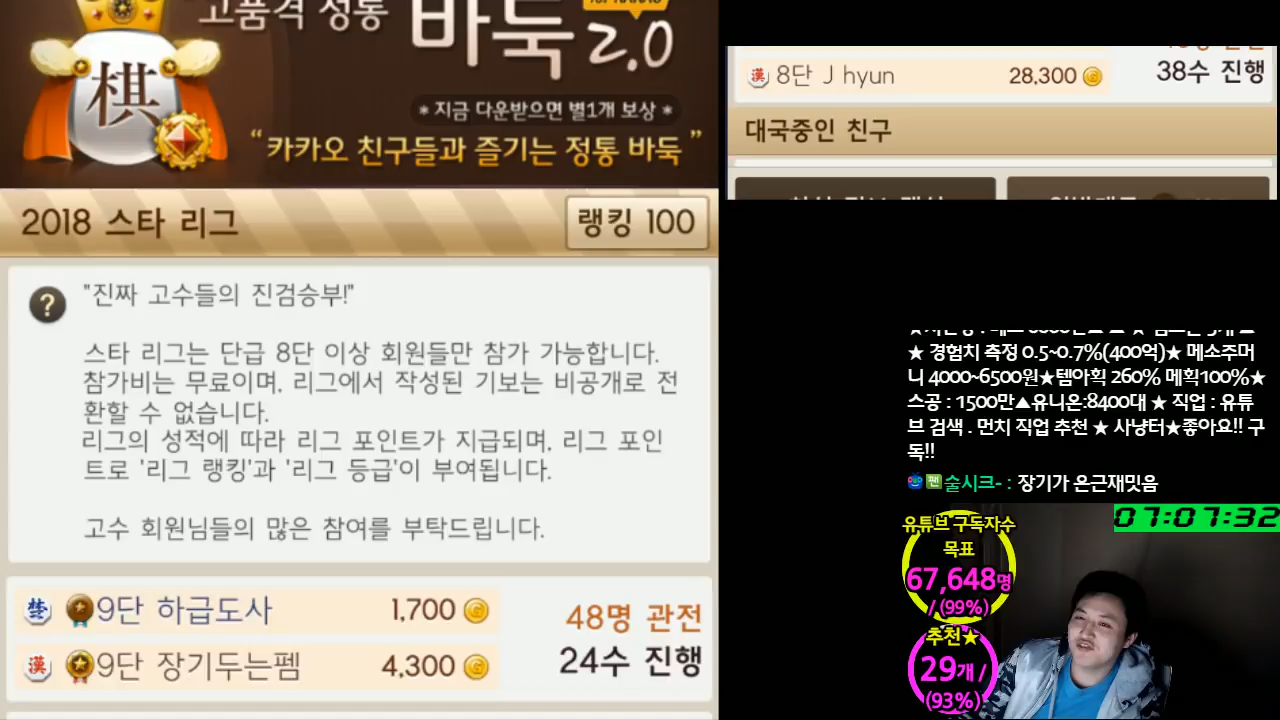 고품격 정통 바둑 2.0
棋
* 지금 다운받으면 별1개 보상 *
“ 카카오 친구들과 즐기는 정통 바둑 ”
2018 스타 리그
랭킹 100
?
"진짜 고수들의 진검승부!"
스타 리그는 단급 8단 이상 회원들만 참가 가능합니다.
참가비는 무료이며, 리그에서 작성된 기보는 비공개로 전
환할 수 없습니다.
리그의 성적에 따라 리그 포인트가 지급되며, 리그 포인
트로 '리그 랭킹'과 '리그 등급'이 부여됩니다.
고수 회원님들의 많은 참여를 부탁드립니다.
楚 9단 하급도사 1,700
48명 관전
漢 9단 장기두는펨 4,300
24수 진행
漢 8단 J hyun 28,300
38수 진행
대국중인 친구
★ 경험치 측정 0.5~0.7%(400억)★ 메소주머
니 4000~6500원★템아획 260% 메획100%★
스공 : 1500만▲유니온:8400대 ★ 직업 : 유튜
브 검색 . 먼치 직업 추천 ★ 사냥터★좋아요!! 구
독!!
팬 술시크- : 장기가 은근재밋음
07:07:32
유튜브 구독자수
목표
67,648명
/ (99%)
추천★
29개 /
(93%)